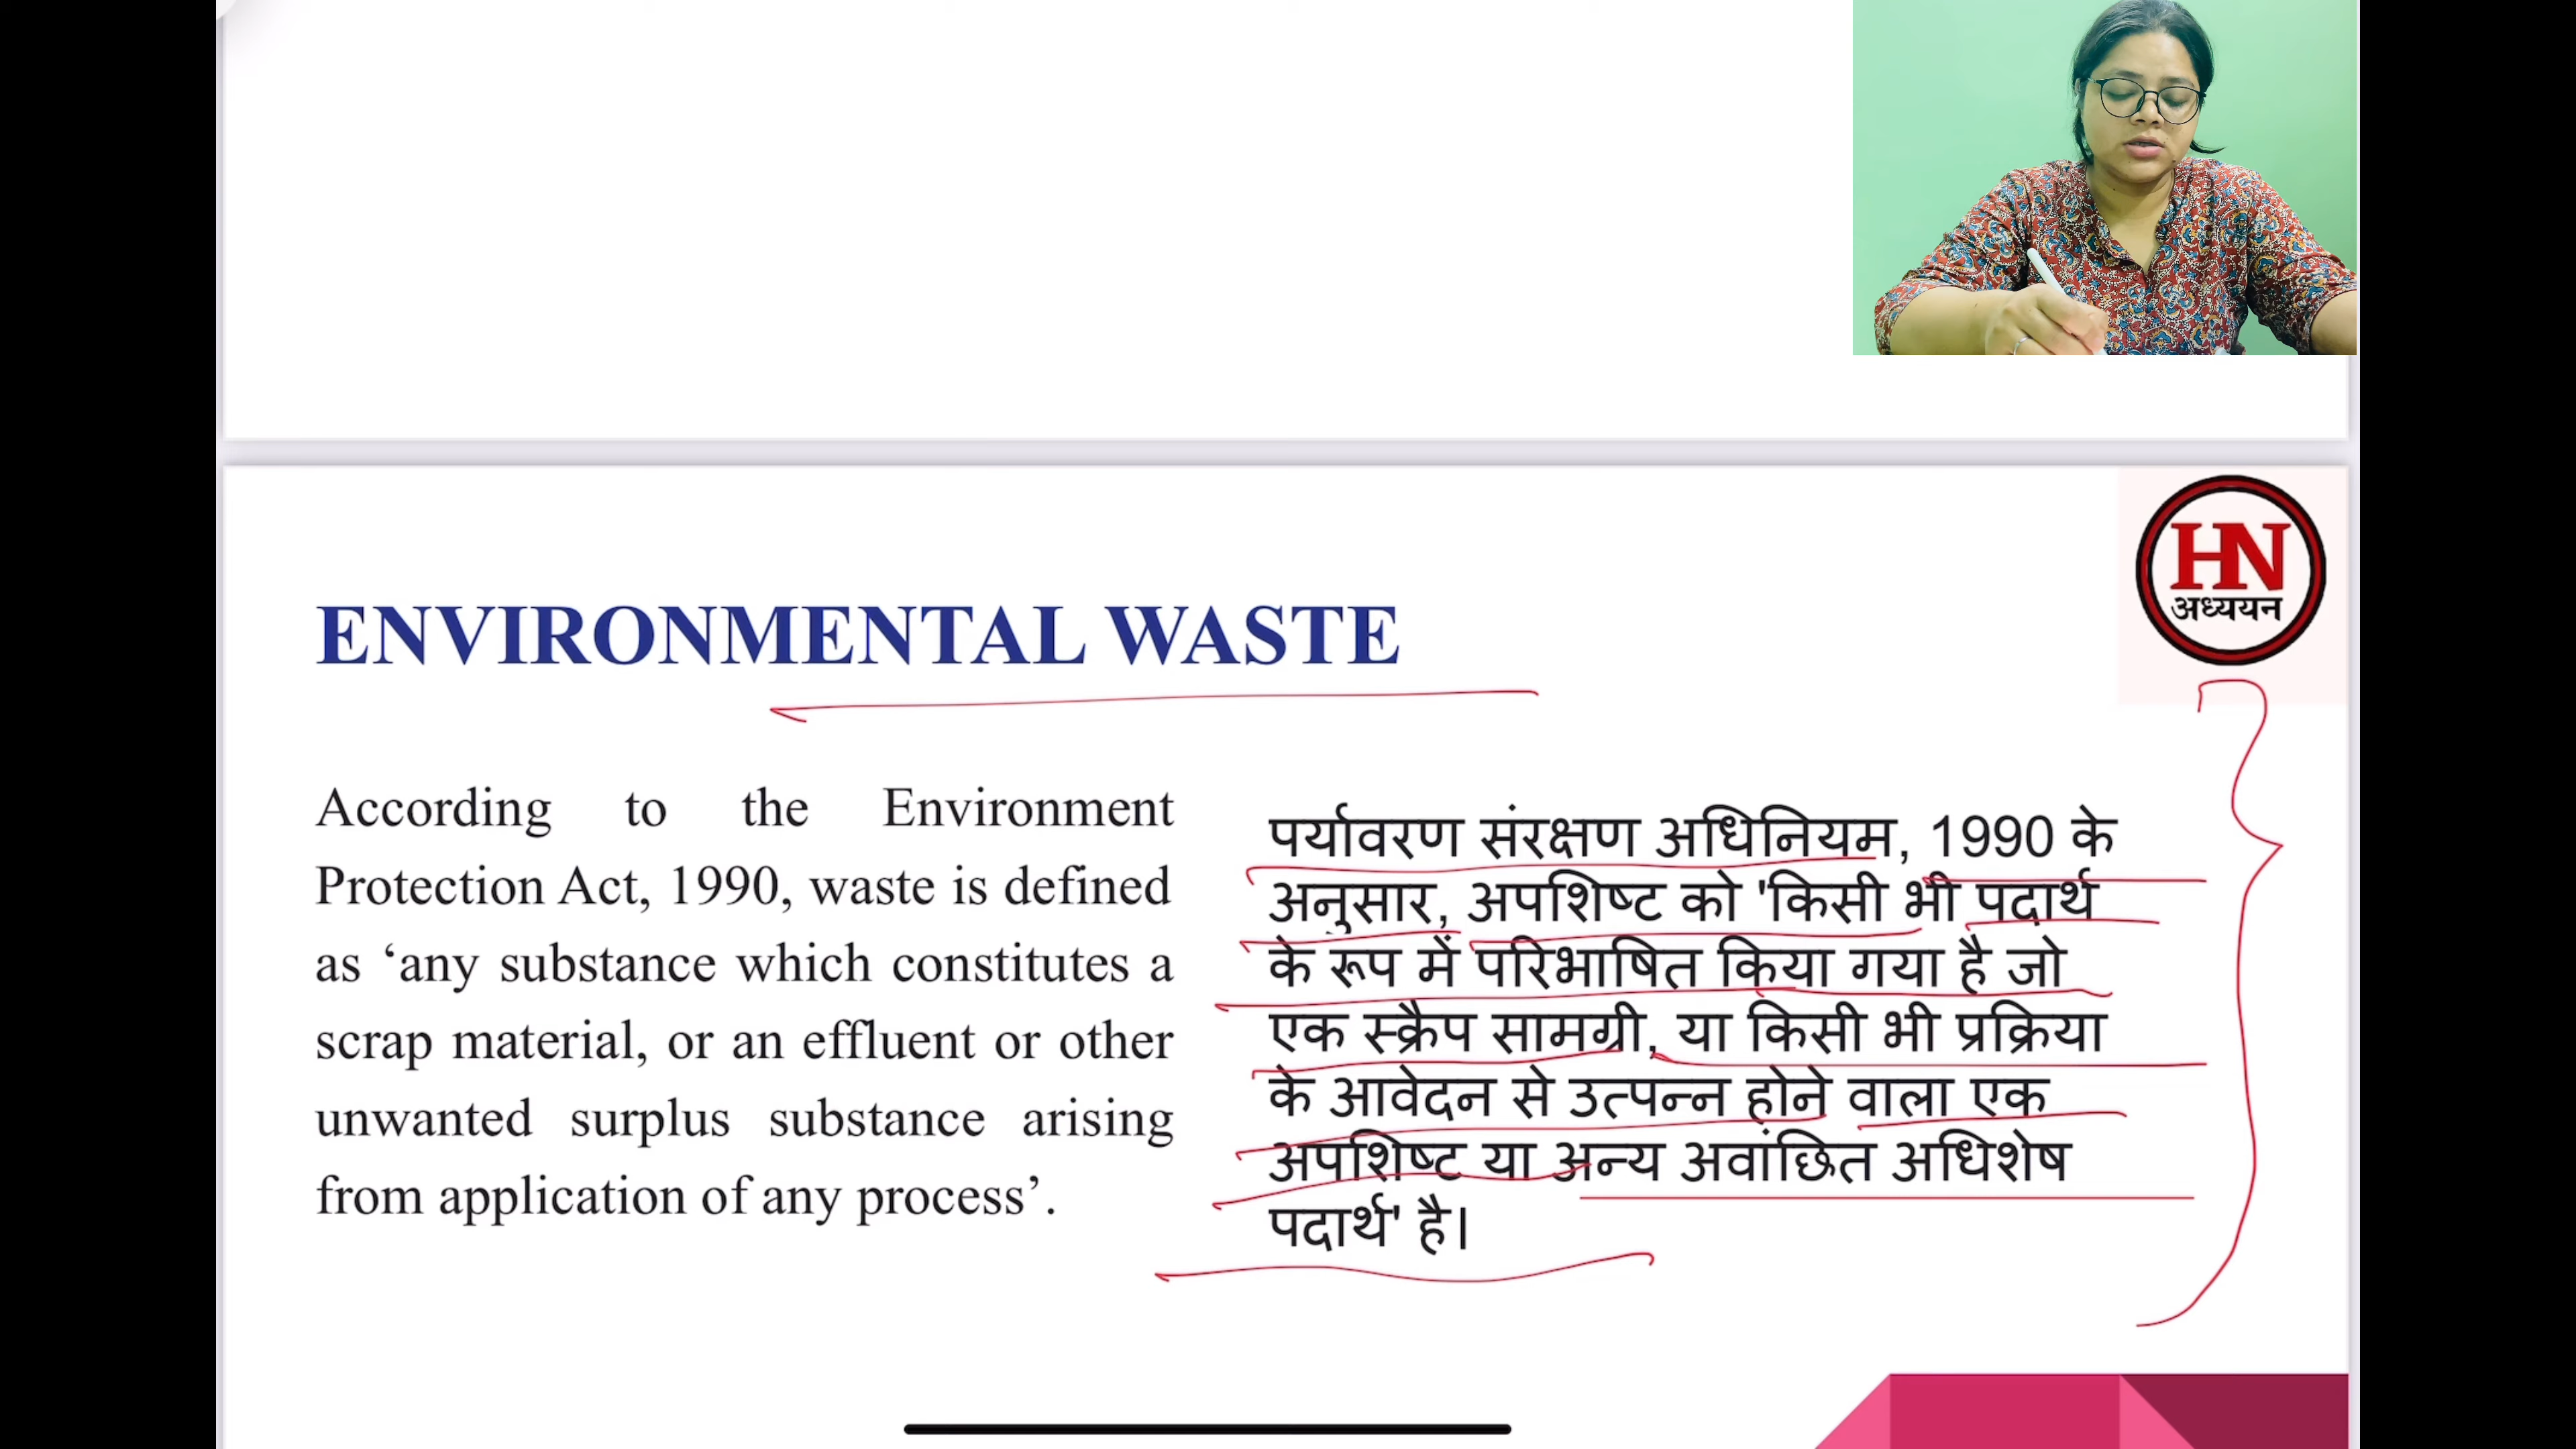 HN
अध्ययन
ENVIRONMENTAL WASTE
According to the Environment
Protection Act, 1990, waste is defined
as ‘any substance which constitutes a
scrap material, or an effluent or other
unwanted surplus substance arising
from application of any process’.
पर्यावरण संरक्षण अधिनियम, 1990 के
अनुसार, अपशिष्ट को 'किसी भी पदार्थ
के रूप में परिभाषित किया गया है जो
एक स्क्रैप सामग्री, या किसी भी प्रक्रिया
के आवेदन से उत्पन्न होने वाला एक
अपशिष्ट या अन्य अवांछित अधिशेष
पदार्थ' है।